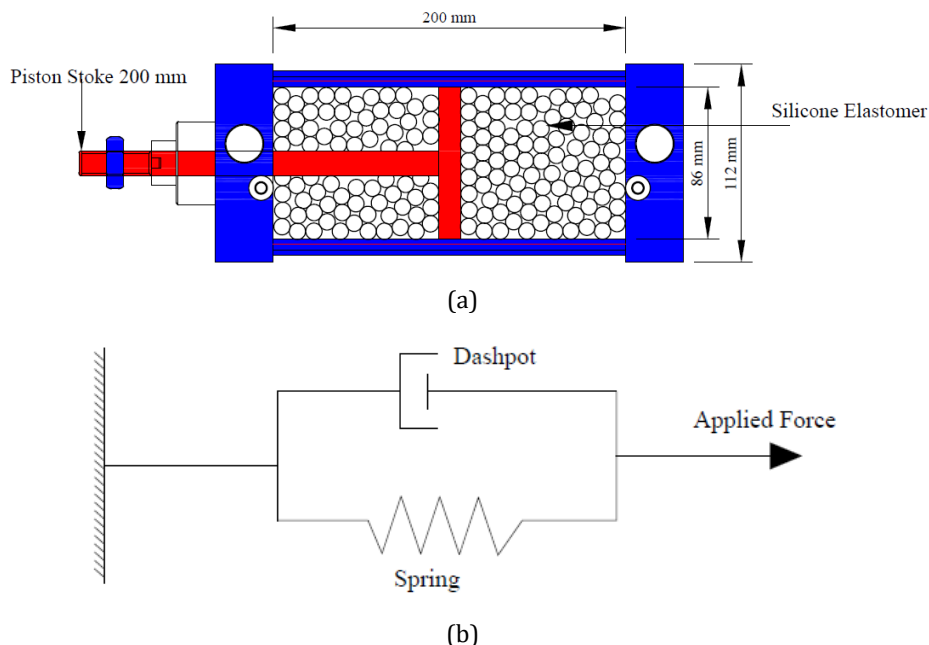 200 mm
Piston Stoke 200 mm
Silicone Elastomer
86 mm
112 mm
(a)
Dashpot
Applied Force
Spring
(b)